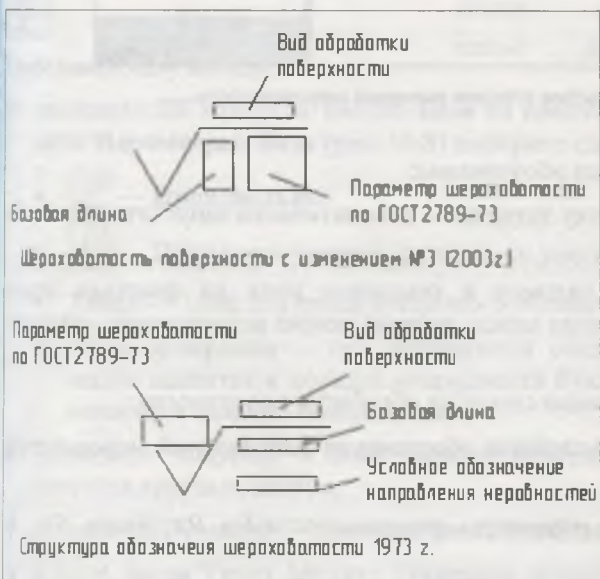 Вид обработки
поверхности
Базовая длина
Параметр шероховатости
по ГОСТ2789-73
Шероховатость поверхности с изменением №3 (2003г)
Параметр шероховатости
по ГОСТ2789-73
Вид обработки
поверхности
Базовая длина
Условное обозначение
направления неровностей
Структура обозначеия шероховатости 1973 г.